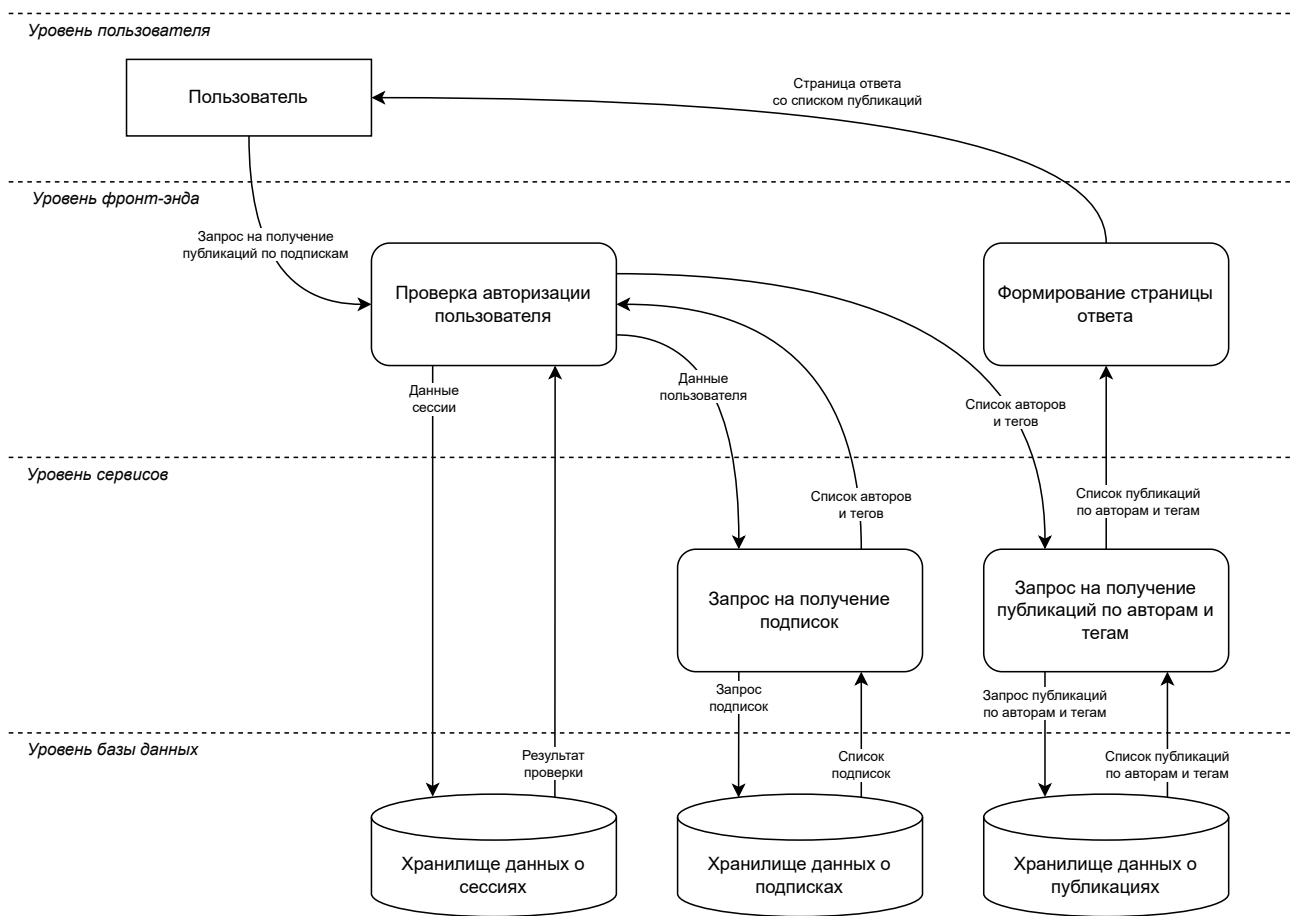 Уровень пользователя
Пользователь
Страница ответа
со списком публикаций
Уровень фронт-энда
Запрос на получение
публикаций по подпискам
Проверка авторизации
пользователя
Формирование страницы
ответа
Данные
сессии
Данные
пользователя
Список авторов
и тегов
Уровень сервисов
Список авторов
и тегов
Список публикаций
по авторам и тегам
Запрос на получение
подписок
Запрос на получение
публикаций по авторам и
тегам
Запрос
подписок
Запрос публикаций
по авторам и тегам
Уровень базы данных
Результат
проверки
Список
подписок
Список публикаций
по авторам и тегам
Хранилище данных о
сессиях
Хранилище данных о
подписках
Хранилище данных о
публикациях